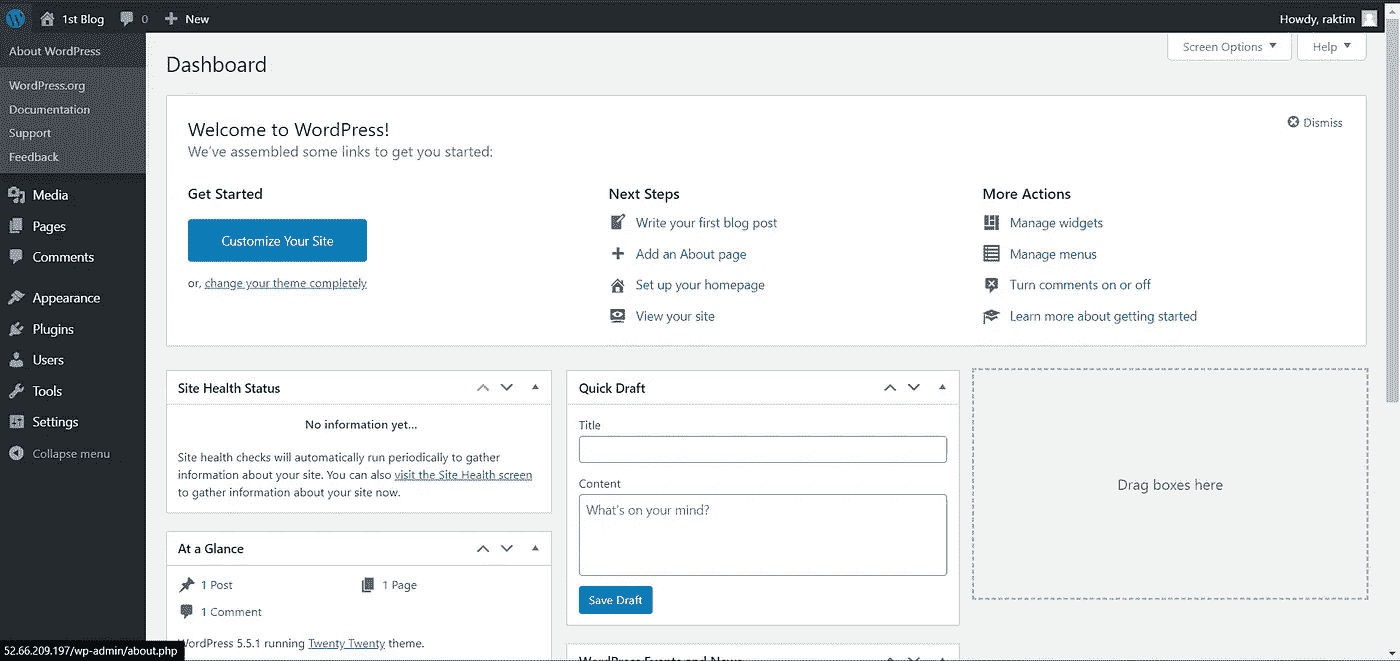 1st Blog 0 New Howdy, raktim
About WordPress
WordPress.org
Documentation
Support
Feedback
Media
Pages
Comments
Appearance
Plugins
Users
Tools
Settings
Collapse menu
Screen Options Help
Dashboard
Welcome to WordPress!
Dismiss
We've assembled some links to get you started:
Get Started
Customize Your Site
or, change your theme completely
Next Steps
Write your first blog post
Add an About page
Set up your homepage
View your site
More Actions
Manage widgets
Manage menus
Turn comments on or off
Learn more about getting started
Site Health Status
No information yet...
Site health checks will automatically run periodically to gather
information about your site. You can also visit the Site Health screen
to gather information about your site now.
At a Glance
1 Post 1 Page
1 Comment
WordPress 5.5.1 running Twenty Twenty theme.
Quick Draft
Title
Content
What's on your mind?
Save Draft
WordPress Events and News
Drag boxes here
52.66.209.197/wp-admin/about.php